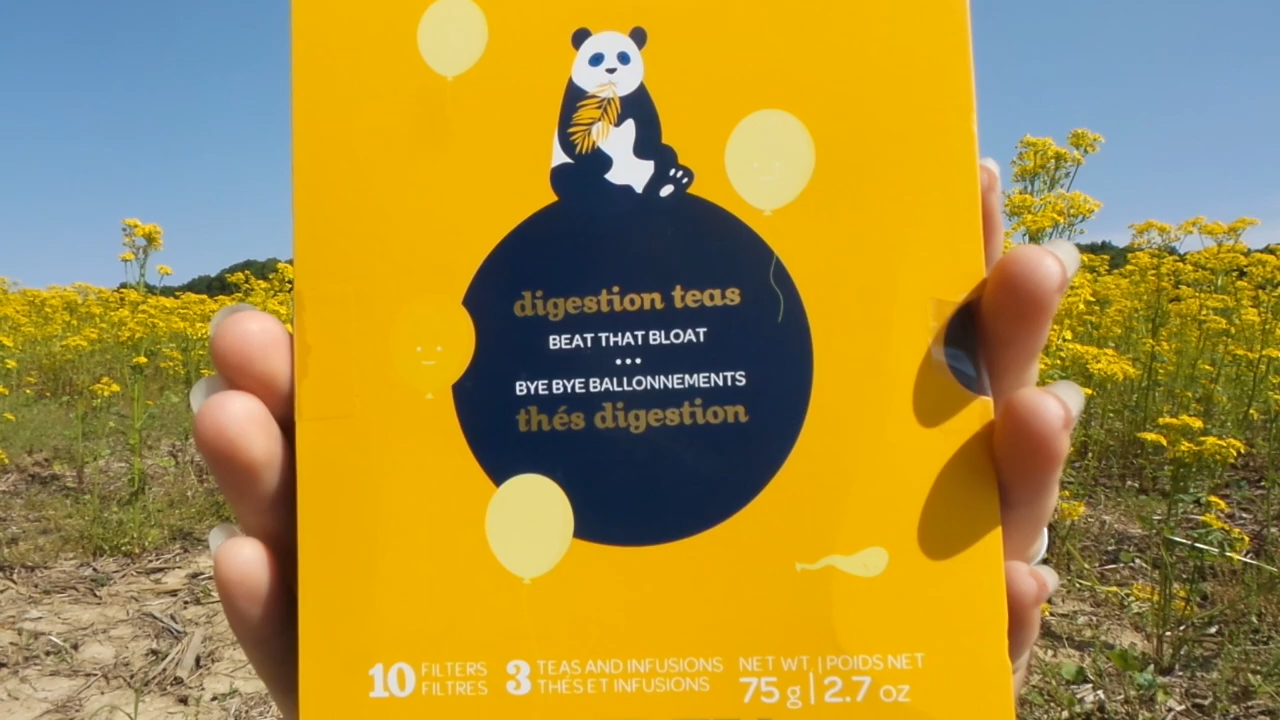 digestion teas
BEAT THAT BLOAT
BYE BYE BALLONNEMENTS
thés digestion
10 FILTERS FILTRES
3 TEAS AND INFUSIONS THÉS ET INFUSIONS
NET WT. | POIDS NET
75 g | 2.7 oz